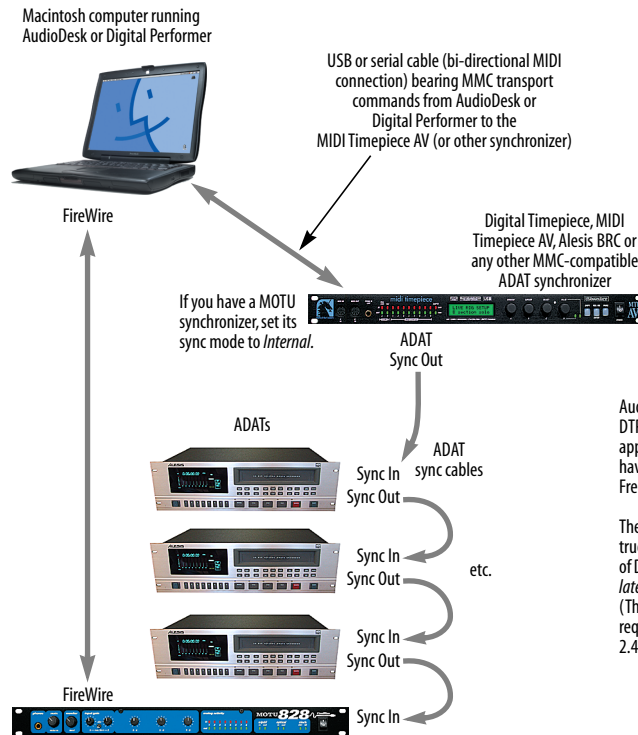 Macintosh computer running
AudioDesk or Digital Performer
USB or serial cable (bi-directional MIDI
connection) bearing MMC transport
commands from AudioDesk or
Digital Performer to the
MIDI Timepiece AV (or other synchronizer)
FireWire
Digital Timepiece, MIDI
Timepiece AV, Alesis BRC or
any other MMC-compatible
ADAT synchronizer
If you have a MOTU
synchronizer, set its
sync mode to Internal.
midi timepiece
ADAT
Sync Out
ADATs
ADAT
sync cables
Sync In
Sync Out
Sync In
Sync Out
etc.
Sync In
Sync Out
FireWire
MOTU 828
Sync In